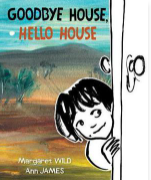 GOODBYE HOUSE,
HELLO HOUSE
Margaret WILD
Ann JAMES